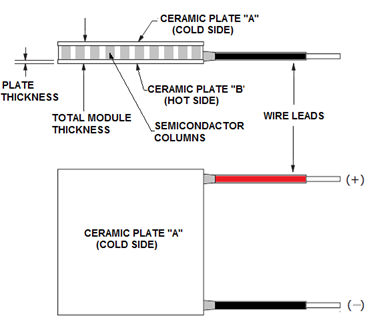 CERAMIC PLATE "A"
(COLD SIDE)
PLATE
THICKNESS
CERAMIC PLATE "B'
(HOT SIDE)
TOTAL MODULE
THICKNESS
SEMICONDACTOR
COLUMNS
WIRE LEADS
(+)
CERAMIC PLATE "A"
(COLD SIDE)
(−)